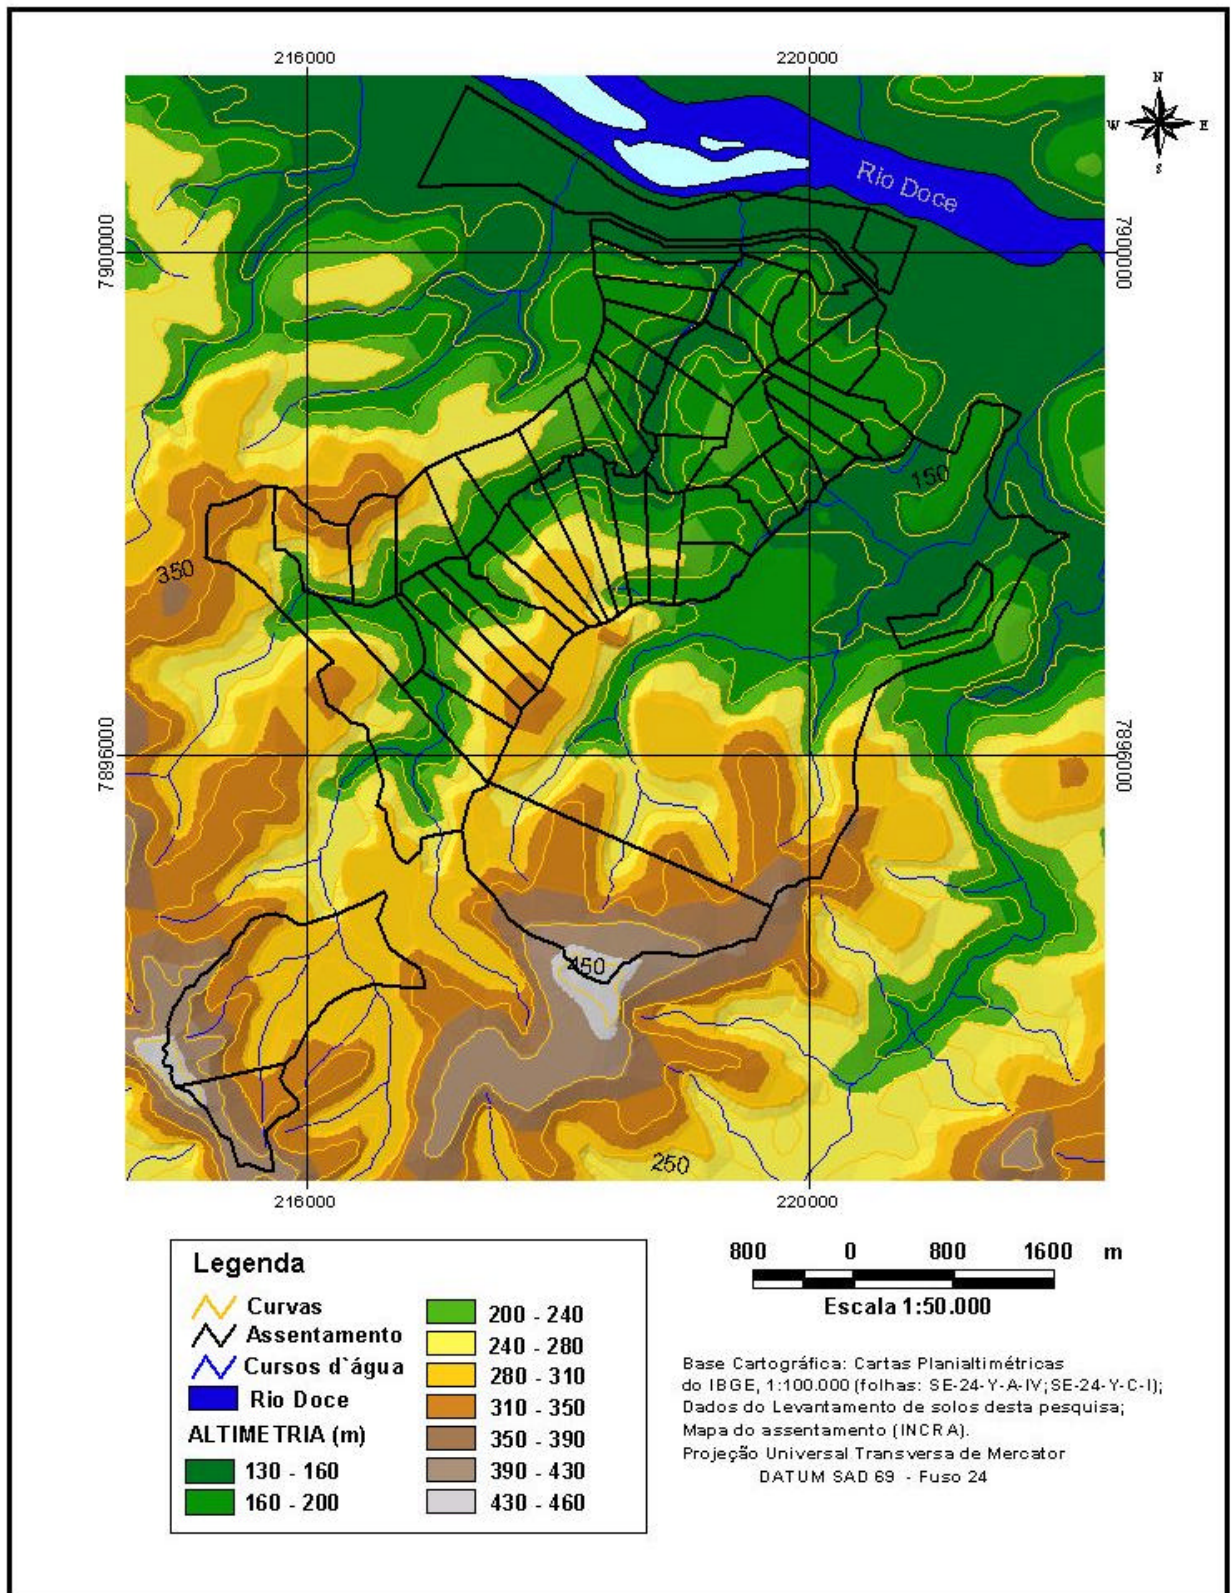 216000
220000
N
W
E
S
Rio Doce
7900000
7900000
150
350
7896000
7896000
450
250
216000
220000
Legenda
Curvas
Assentamento
Cursos d`água
Rio Doce
ALTIMETRIA (m)
130 - 160
160 - 200
200 - 240
240 - 280
280 - 310
310 - 350
350 - 390
390 - 430
430 - 460
800 0 800 1600 m
Escala 1:50.000
Base Cartográfica: Cartas Planialtimétricas
do IBGE, 1:100.000 (folhas: SE-24-Y-A-IV; SE-24-Y-C-I);
Dados do Levantamento de solos desta pesquisa;
Mapa do assentamento (INCRA).
Projeção Universal Transversa de Mercator
DATUM SAD 69 - Fuso 24